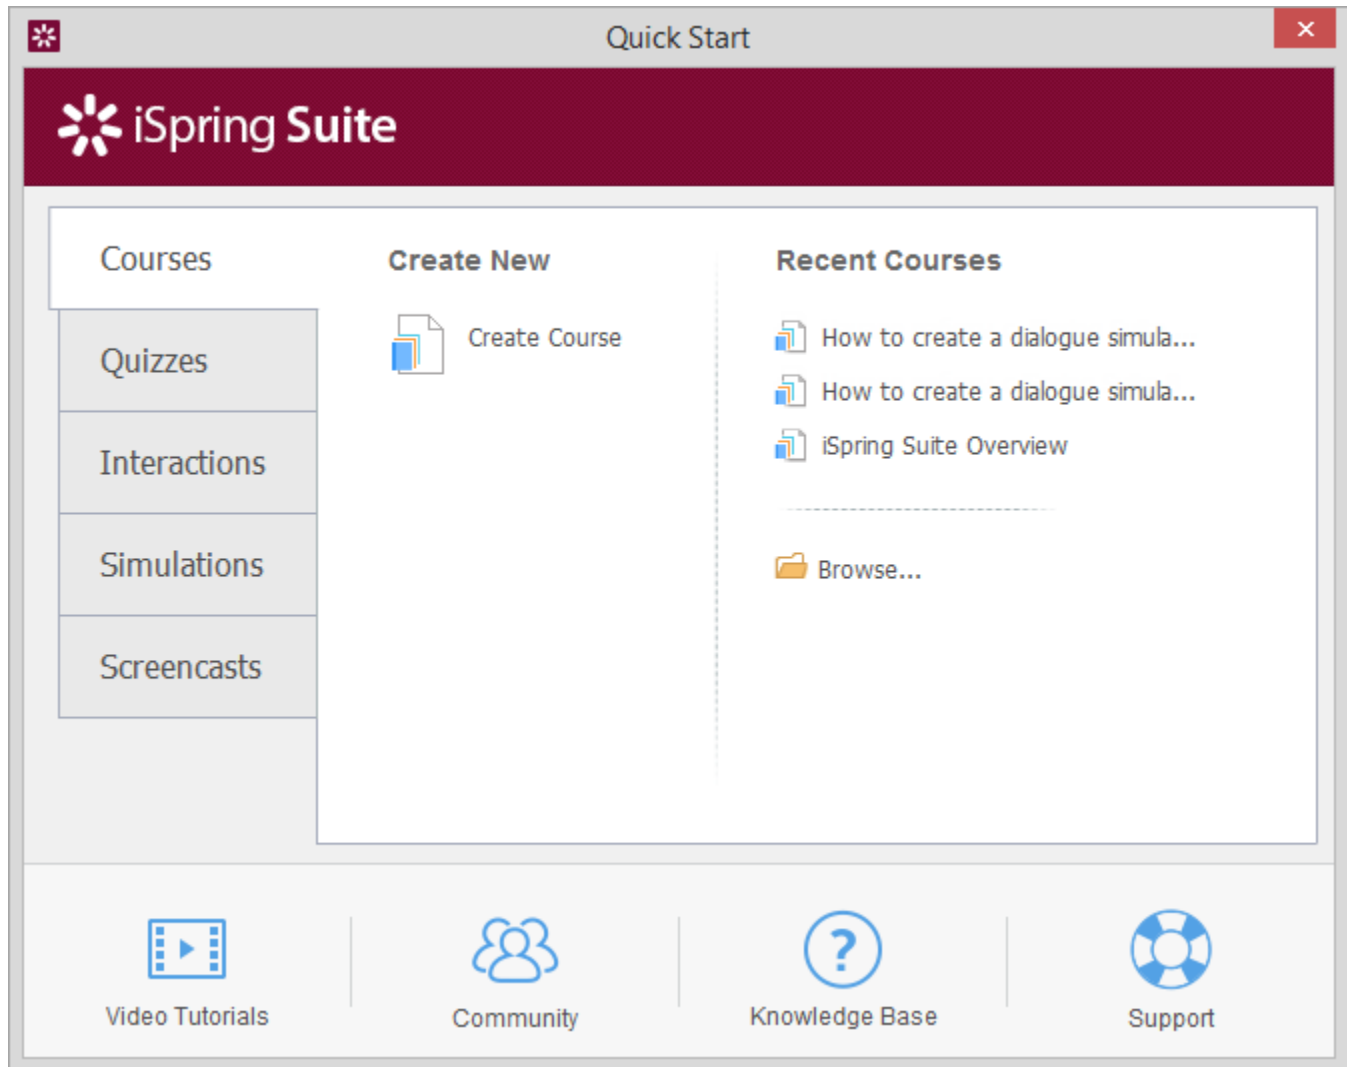 Quick Start
iSpring Suite
Courses
Quizzes
Interactions
Simulations
Screencasts
Create New
Create Course
Recent Courses
How to create a dialogue simula...
How to create a dialogue simula...
iSpring Suite Overview
Browse...
Video Tutorials
Community
Knowledge Base
Support